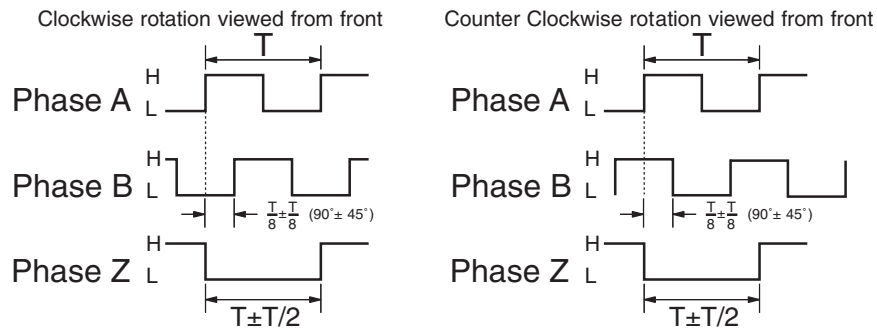 Clockwise rotation viewed from front
T
H
Phase A L
H
Phase B L
T/8±T/8 (90°± 45°)
H
Phase Z L
T±T/2
Counter Clockwise rotation viewed from front
T
H
Phase A L
H
Phase B L
T/8±T/8 (90°± 45°)
H
Phase Z L
T±T/2